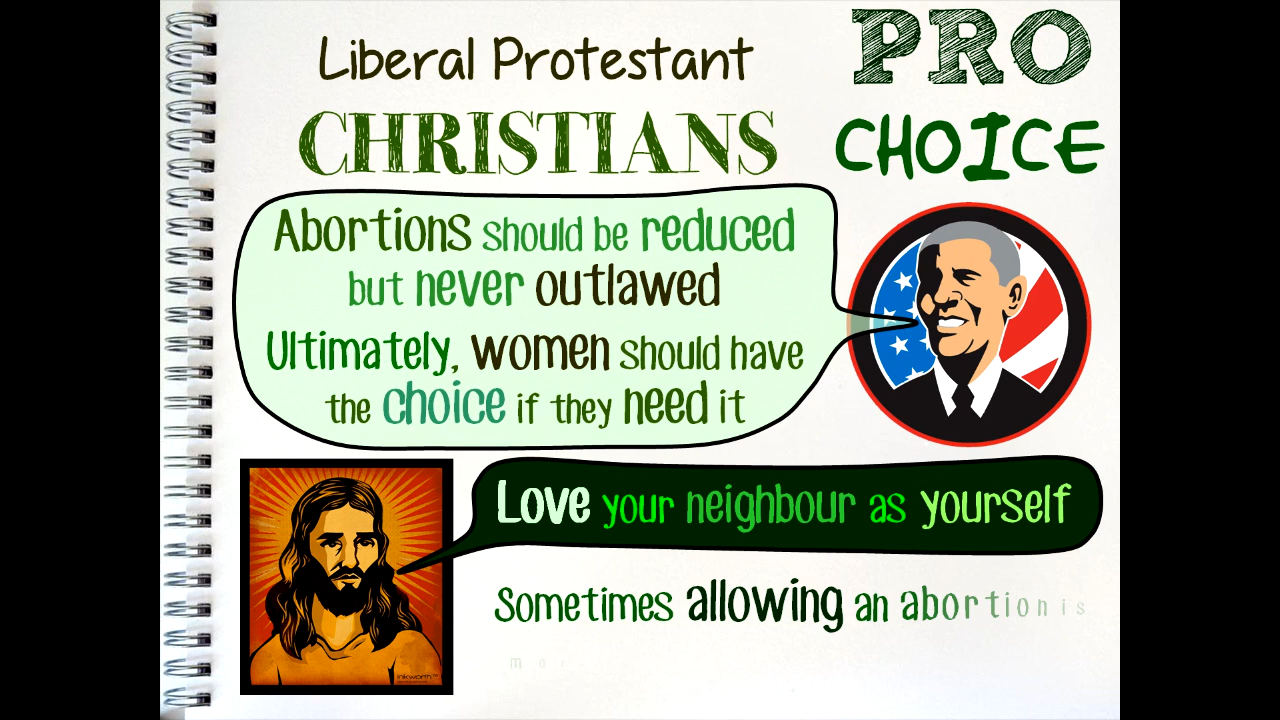 Liberal Protestant
CHRISTIANS
PRO
CHOICE
Abortions should be reduced
but never outlawed
Ultimately, women should have
the choice if they need it
Love your neighbour as yourself
Sometimes allowing an abortion is
inkworth